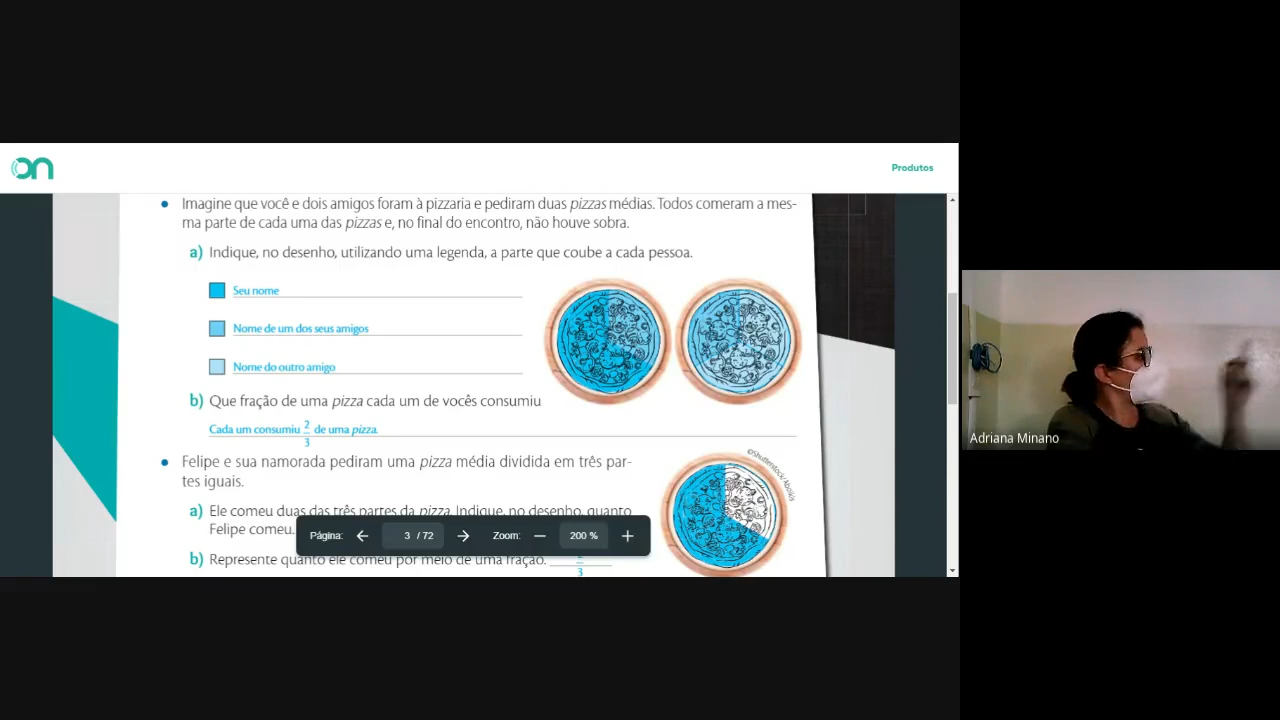 on
Produtos
Imagine que você e dois amigos foram à pizzaria e pediram duas pizzas médias. Todos comeram a mes-
ma parte de cada uma das pizzas e, no final do encontro, não houve sobra.
a) Indique, no desenho, utilizando uma legenda, a parte que coube a cada pessoa.
Seu nome
Nome de um dos seus amigos
Nome do outro amigo
b) Que fração de uma pizza cada um de vocês consumiu
Cada um consumiu 2/3 de uma pizza.
Felipe e sua namorada pediram uma pizza média dividida em três par-
tes iguais.
©Shutterstock/Abolois
a) Ele comeu duas das três partes da pizza. Indique, no desenho, quanto
Felipe comeu.
b) Represente quanto ele comeu por meio de uma fração.
3
Página: 3 / 72 Zoom: 200 %
Adriana Minano